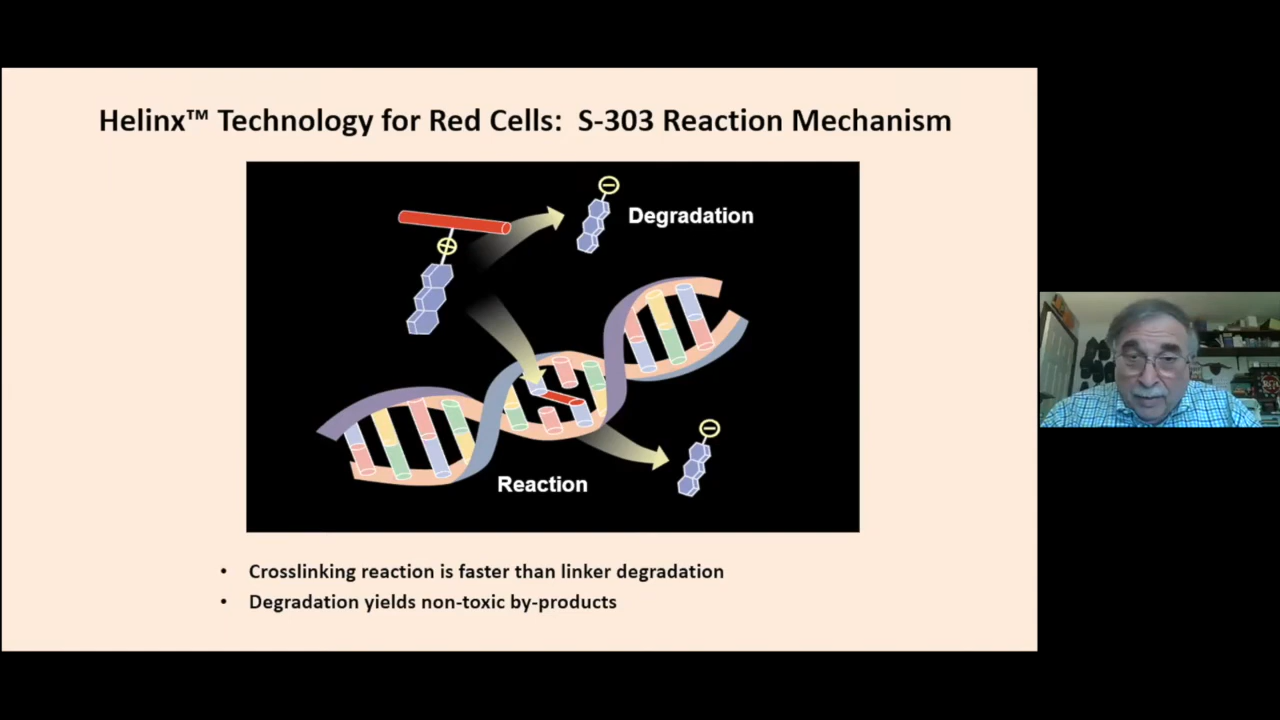 Helinx™ Technology for Red Cells: S-303 Reaction Mechanism
Degradation
Reaction
• Crosslinking reaction is faster than linker degradation
• Degradation yields non-toxic by-products